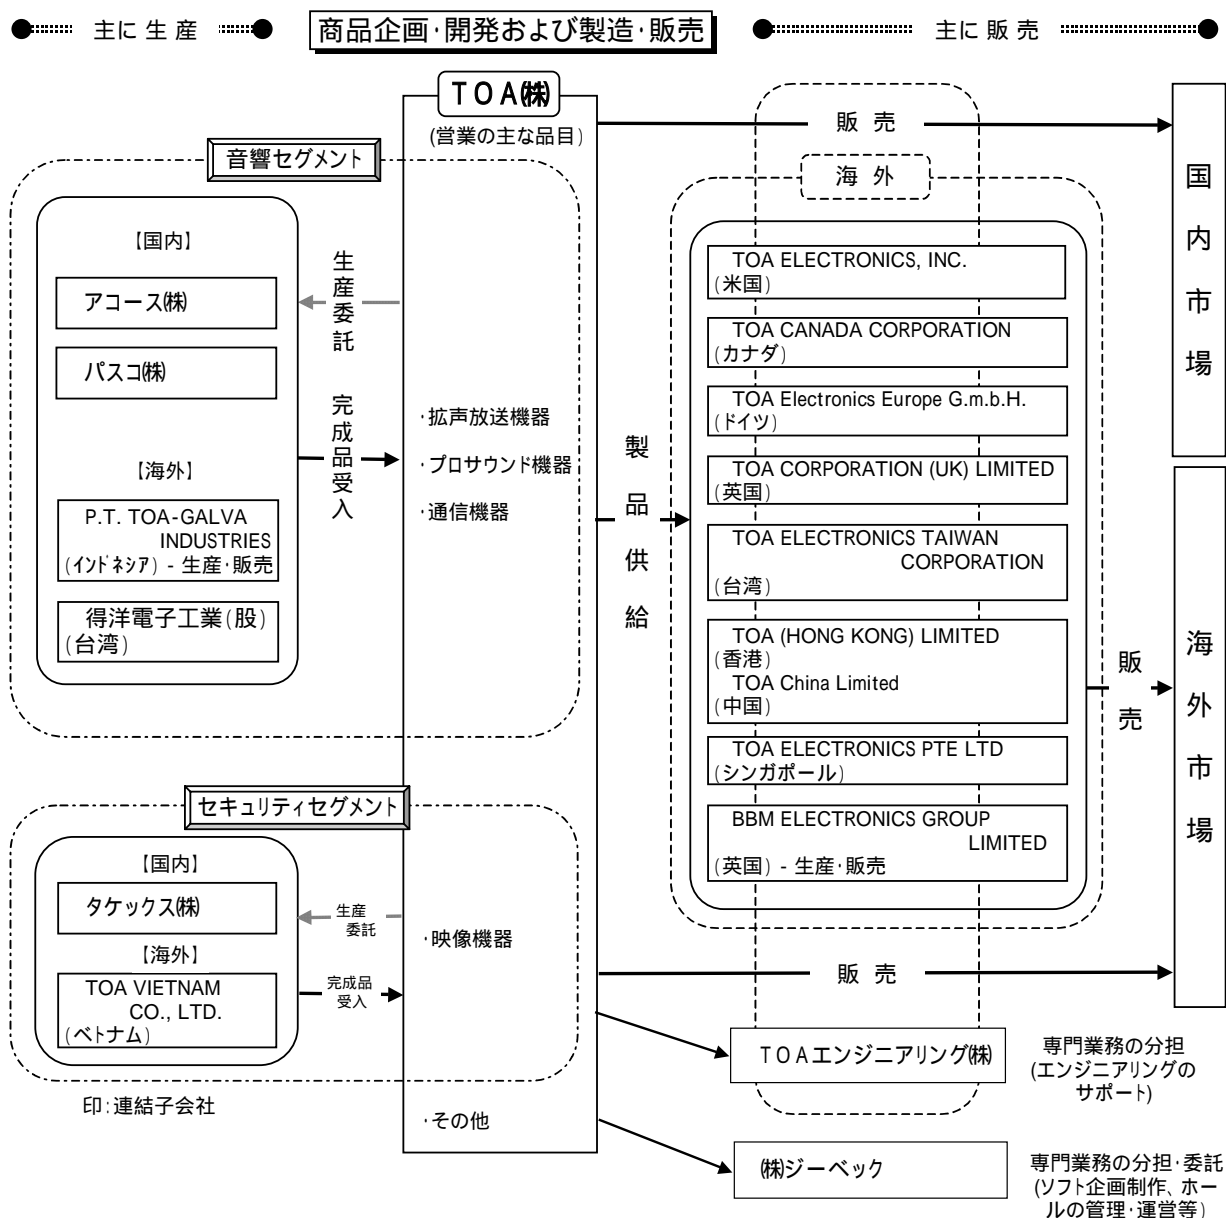 主に 生 産
商品企画・開発および製造・販売
主に 販 売
TOA㈱
(営業の主な品目)
販 売
国内市場
音響セグメント
海 外
【国内】
アコース㈱
パスコ㈱
【海外】
P.T. TOA-GALVA
INDUSTRIES
(インドネシア) - 生産・販売
得洋電子工業(股)
(台湾)
生産委託
完成品受入
・拡声放送機器
・プロサウンド機器
・通信機器
製品供給
TOA ELECTRONICS, INC.
(米国)
TOA CANADA CORPORATION
(カナダ)
TOA Electronics Europe G.m.b.H.
(ドイツ)
TOA CORPORATION (UK) LIMITED
(英国)
TOA ELECTRONICS TAIWAN
CORPORATION
(台湾)
TOA (HONG KONG) LIMITED
(香港)
TOA China Limited
(中国)
TOA ELECTRONICS PTE LTD
(シンガポール)
BBM ELECTRONICS GROUP
LIMITED
(英国) - 生産・販売
販売
海外市場
セキュリティセグメント
【国内】
タケックス㈱
【海外】
TOA VIETNAM
CO., LTD.
(ベトナム)
生産
委託
完成品
受入
・映像機器
販 売
TOAエンジニアリング㈱
専門業務の分担
(エンジニアリングの
サポート)
印:連結子会社
・その他
㈱ジーベック
専門業務の分担・委託
(ソフト企画制作、ホー
ルの管理・運営等)